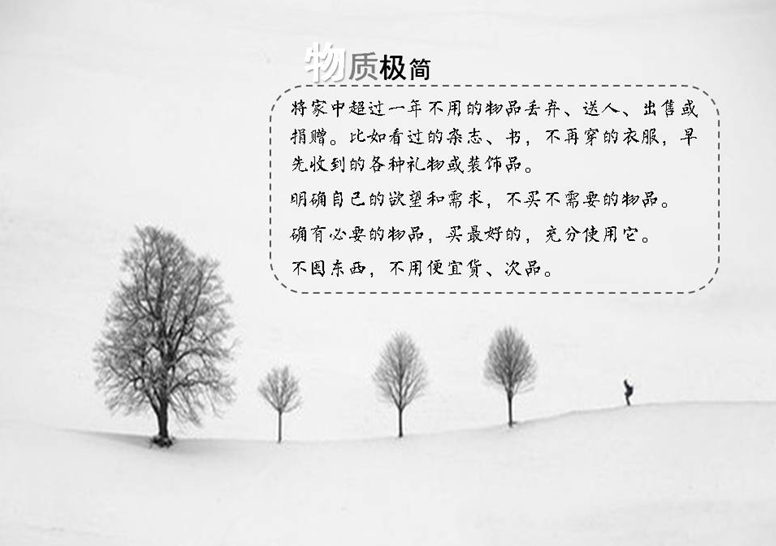 物质极简
将家中超过一年不用的物品丢弃、送人、出售或
捐赠。比如看过的杂志、书，不再穿的衣服，早
先收到的各种礼物或装饰品。
明确自己的欲望和需求，不买不需要的物品。
确有必要的物品，买最好的，充分使用它。
不囤东西，不用便宜货、次品。